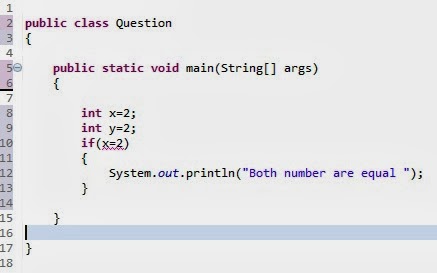 1
2 public class Question
3 {
4
5 public static void main(String[] args)
6 {
7
8 int x=2;
9 int y=2;
10 if(x=2)
11 {
12 System.out.println("Both number are equal ");
13 }
14
15 }
16
17 }
18